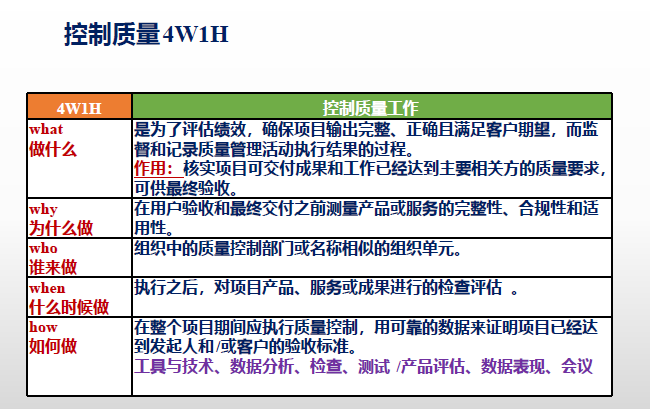 控制质量4W1H
4W1H
控制质量工作
what
做什么
是为了评估绩效，确保项目输出完整、正确且满足客户期望，而监
督和记录质量管理活动执行结果的过程。
作用：核实项目可交付成果和工作已经达到主要相关方的质量要求，
可供最终验收。
why
为什么做
在用户验收和最终交付之前测量产品或服务的完整性、合规性和适
用性。
who
谁来做
组织中的质量控制部门或名称相似的组织单元。
when
什么时候做
执行之后，对项目产品、服务或成果进行的检查评估 。
how
如何做
在整个项目期间应执行质量控制，用可靠的数据来证明项目已经达
到发起人和/或客户的验收标准。
工具与技术、数据分析、检查、测试 /产品评估、数据表现、会议